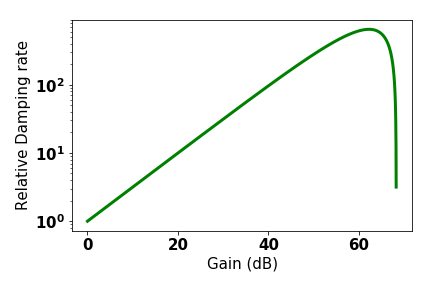 Relative Damping rate
10²
10¹
10⁰
0 20 40 60
Gain (dB)